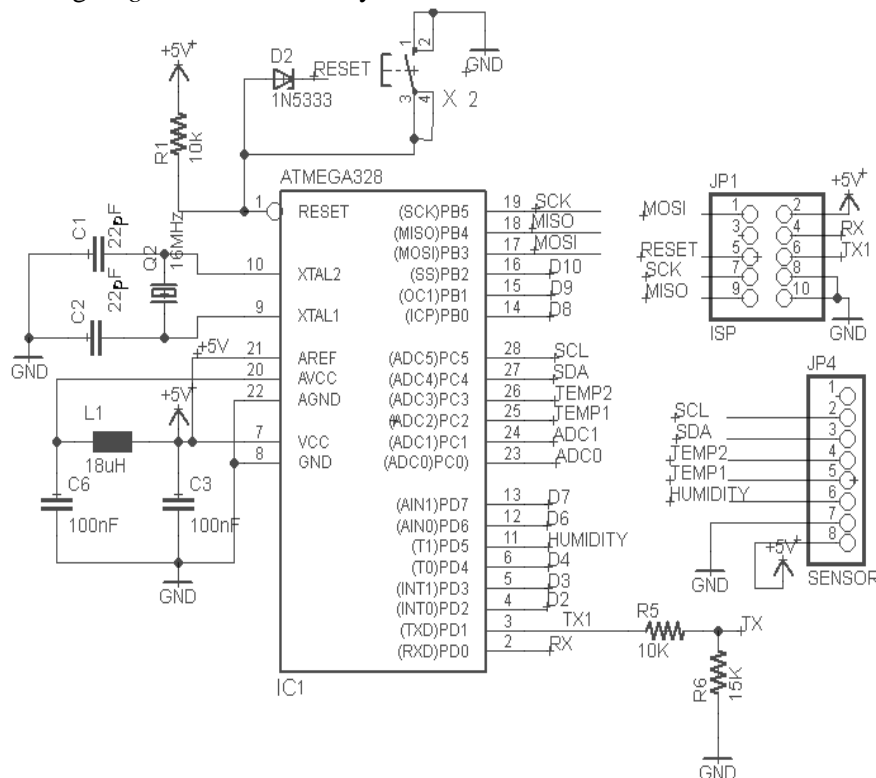 +5V
D2
RESET
1N5333
1
2
3
4
X 2
GND
R1
10K
ATMEGA328
1
RESET
(SCK)PB5
19
SCK
(MISO)PB4
18
MISO
(MOSI)PB3
17
MOSI
(SS)PB2
16
D10
(OC1)PB1
15
D9
(ICP)PB0
14
D8
C1
22pF
C2
22pF
Q2
16MHz
GND
10
XTAL2
9
XTAL1
+5V
21
AREF
20
AVCC
22
AGND
7
VCC
8
GND
(ADC5)PC5
28
SCL
(ADC4)PC4
27
SDA
(ADC3)PC3
26
TEMP2
(ADC2)PC2
25
TEMP1
(ADC1)PC1
24
ADC1
(ADC0)PC0)
23
ADC0
+5V
L1
18uH
C6
100nF
C3
100nF
GND
(AIN1)PD7
13
D7
(AIN0)PD6
12
D6
(T1)PD5
11
HUMIDITY
(T0)PD4
6
D4
(INT1)PD3
5
D3
(INT0)PD2
4
D2
(TXD)PD1
3
TX1
(RXD)PD0
2
RX
IC1
R5
10K
TX
R6
15K
GND
JP1
+5V
MOSI
1
2
3
4
RX
RESET
5
6
TX1
SCK
7
8
MISO
9
10
ISP
GND
JP4
1
SCL
2
SDA
3
TEMP2
4
TEMP1
5
HUMIDITY
6
7
+5V
8
GND
SENSOR